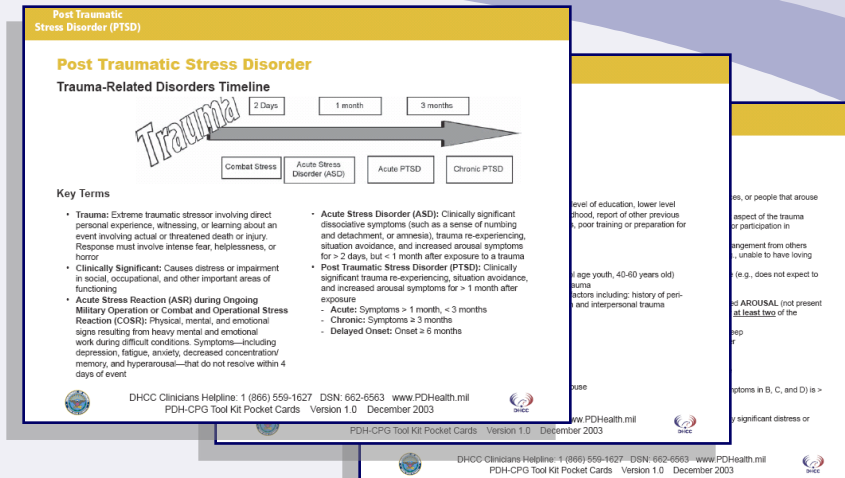 Post Traumatic
Stress Disorder (PTSD)
Post Traumatic Stress Disorder
Trauma-Related Disorders Timeline
Trauma
2 Days
1 month
3 months
Combat Stress
Acute Stress
Disorder (ASD)
Acute PTSD
Chronic PTSD
Key Terms
• Trauma: Extreme traumatic stressor involving direct
personal experience, witnessing, or learning about an
event involving actual or threatened death or injury.
Response must involve intense fear, helplessness, or
horror
• Clinically Significant: Causes distress or impairment
in social, occupational, and other important areas of
functioning
• Acute Stress Reaction (ASR) during Ongoing
Military Operation or Combat and Operational Stress
Reaction (COSR): Physical, mental, and emotional
signs resulting from heavy mental and emotional
work during difficult conditions. Symptoms—including
depression, fatigue, anxiety, decreased concentration/
memory, and hyperarousal—that do not resolve within 4
days of event
• Acute Stress Disorder (ASD): Clinically significant
dissociative symptoms (such as a sense of numbing
and detachment, or amnesia), trauma re-experiencing,
situation avoidance, and increased arousal symptoms
for > 2 days, but < 1 month after exposure to a trauma
• Post Traumatic Stress Disorder (PTSD): Clinically
significant trauma re-experiencing, situation avoidance,
and increased arousal symptoms for > 1 month after
exposure
- Acute: Symptoms > 1 month, < 3 months
- Chronic: Symptoms ≥ 3 months
- Delayed Onset: Onset ≥ 6 months
DHCC Clinicians Helpline: 1 (866) 559-1627 DSN: 662-6563 www.PDHealth.mil
PDH-CPG Tool Kit Pocket Cards Version 1.0 December 2003
DHCC
level of education, lower level
dhood, report of other previous
s, poor training or preparation for
ol age youth, 40-60 years old)
auma
actors including: history of peri-
n and interpersonal trauma
ouse
ww.PDHealth.mil
PDH-CPG Tool Kit Pocket Cards Version 1.0 December 2003
DHCC
es, or people that arouse
aspect of the trauma
or participation in
angement from others
., unable to have loving
(e.g., does not expect to
ed AROUSAL (not present
at least two of the
eep
er
mptoms in B, C, and D) is >
y significant distress or
DHCC Clinicians Helpline: 1 (866) 559-1627 DSN: 662-6563 www.PDHealth.mil
PDH-CPG Tool Kit Pocket Cards Version 1.0 December 2003
DHCC